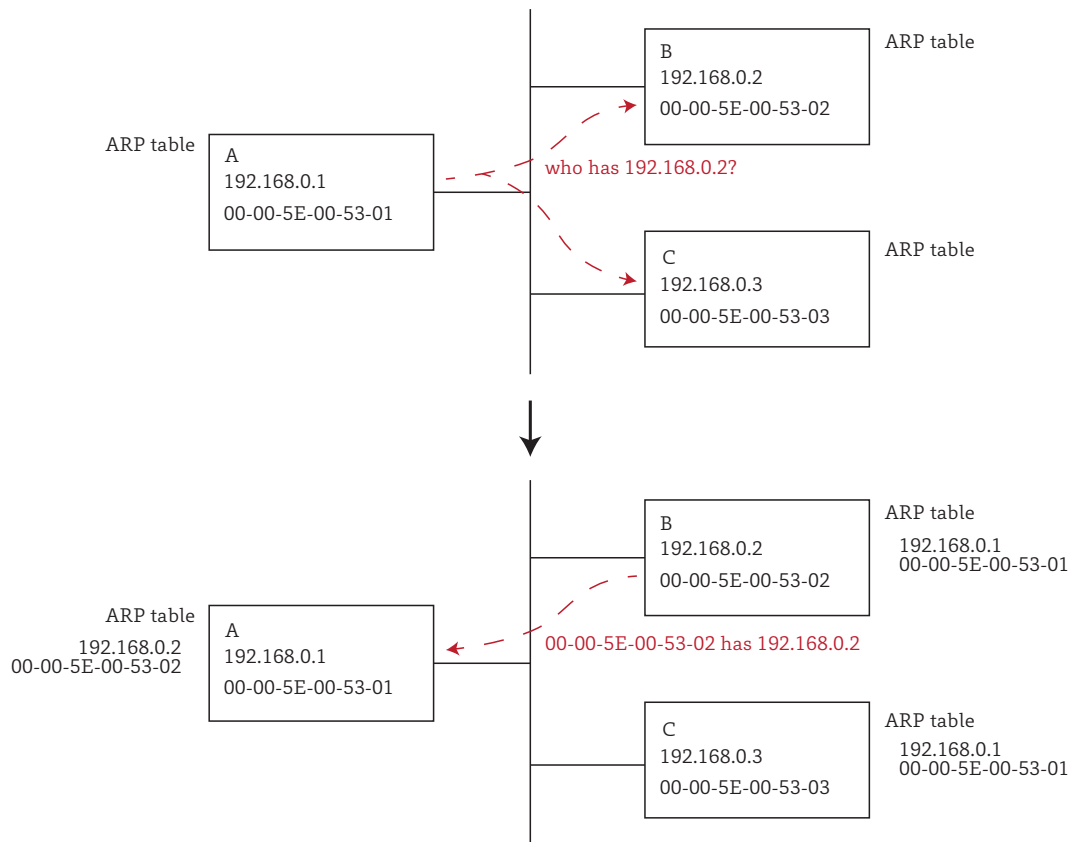 B
192.168.0.2
00-00-5E-00-53-02
ARP table
ARP table
A
192.168.0.1
00-00-5E-00-53-01
who has 192.168.0.2?
C
192.168.0.3
00-00-5E-00-53-03
ARP table
B
192.168.0.2
00-00-5E-00-53-02
ARP table
192.168.0.1
00-00-5E-00-53-01
ARP table
192.168.0.2
00-00-5E-00-53-02
A
192.168.0.1
00-00-5E-00-53-01
00-00-5E-00-53-02 has 192.168.0.2
C
192.168.0.3
00-00-5E-00-53-03
ARP table
192.168.0.1
00-00-5E-00-53-01